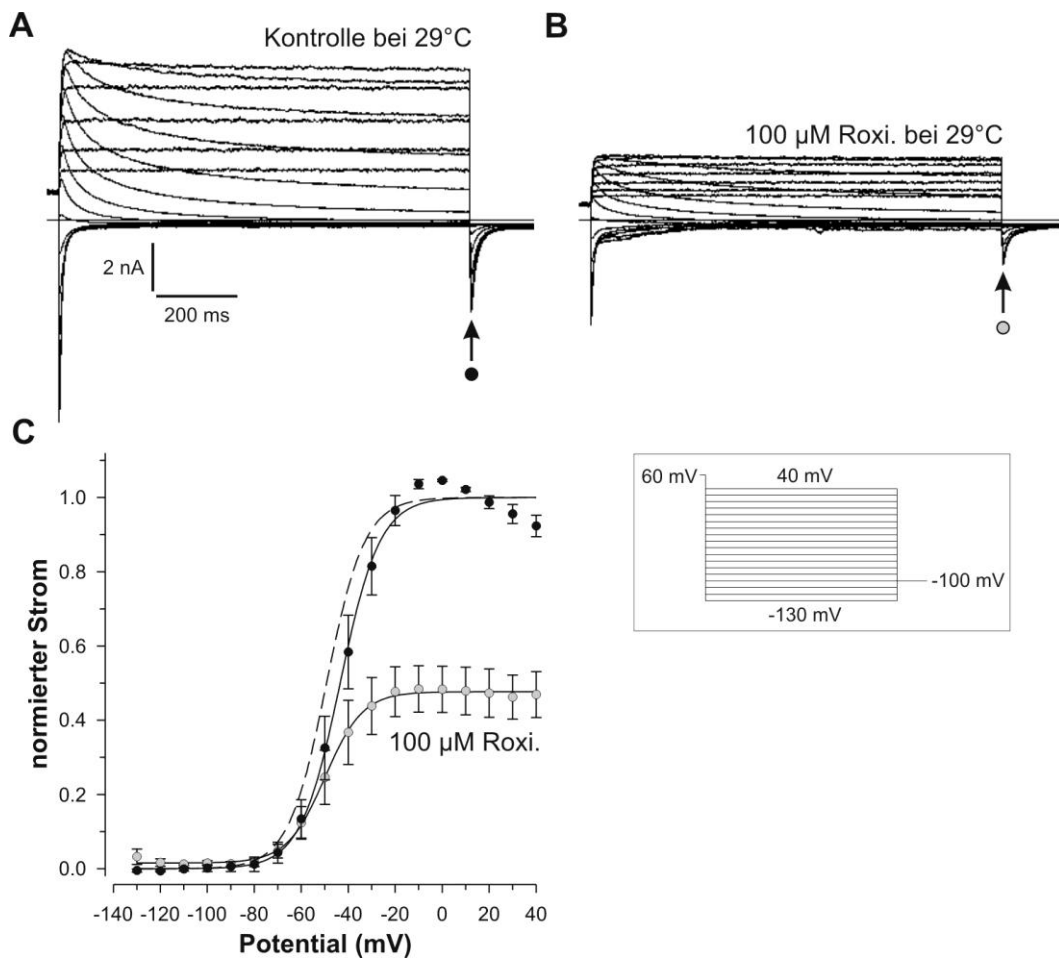 A
Kontrolle bei 29°C
2 nA
200 ms
B
100 µM Roxi. bei 29°C
C
normierter Strom
1.0
0.8
0.6
0.4
0.2
0.0
100 µM Roxi.
-140 -120 -100 -80 -60 -40 -20 0 20 40
Potential (mV)
60 mV
40 mV
-100 mV
-130 mV